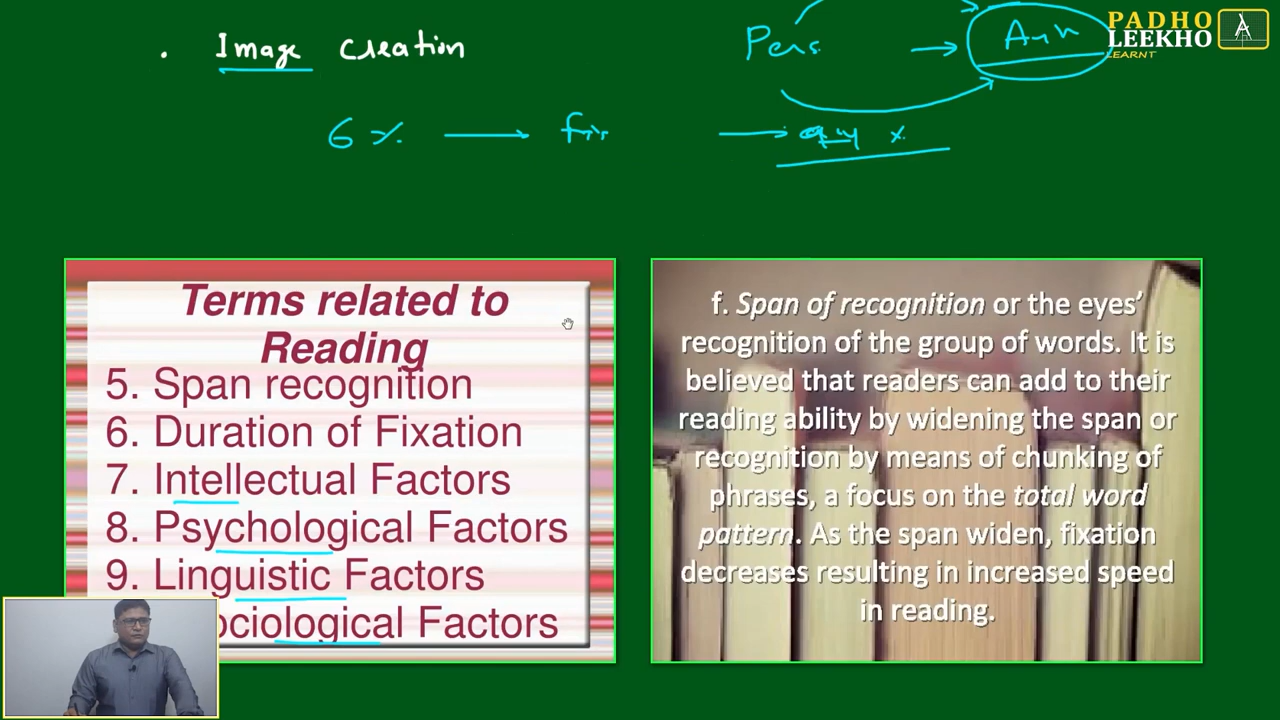 PADHO
LEEKHO
LEARNT
. Image Creation
Pers
6 %
Terms related to
Reading
5. Span recognition
6. Duration of Fixation
7. Intellectual Factors
8. Psychological Factors
9. Linguistic Factors
ociological Factors
f. Span of recognition or the eyes'
recognition of the group of words. It is
believed that readers can add to their
reading ability by widening the span or
recognition by means of chunking of
phrases, a focus on the total word
pattern. As the span widen, fixation
decreases resulting in increased speed
in reading.